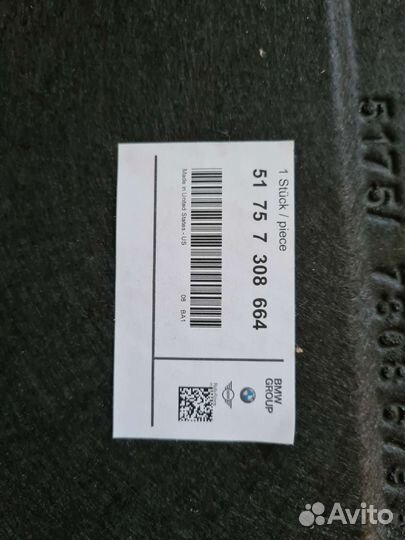 1 Stück / piece
51 75 7 308 664
Made in United States - US
08
BA1
BMW
GROUP
Avito